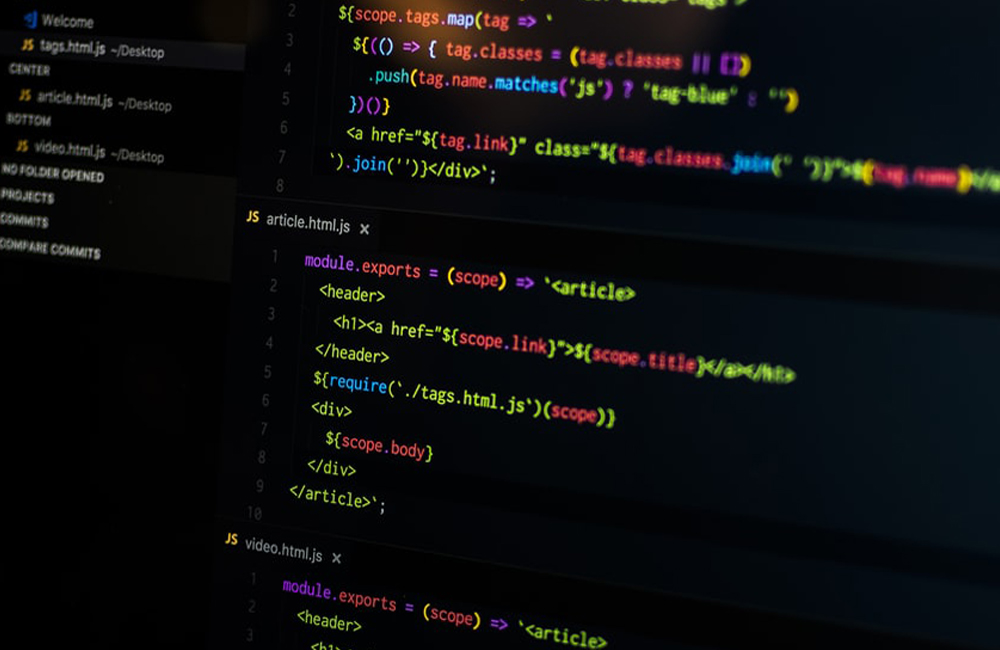 Welcome
JS tags.html.js ~/Desktop
CENTER
JS article.html.js ~/Desktop
BOTTOM
JS video.html.js ~/Desktop
NO FOLDER OPENED
PROJECTS
COMMITS
COMPARE COMMITS
2 ${scope.tags.map(tag => `
3 ${(() => { tag.classes = (tag.classes || [])
4 .push(tag.name.matches('js') ? 'tag-blue' : '')
5 })()}
6 <a href="${tag.link}" class="${tag.classes.join(' ')}">${tag.name}</a
7 `).join('')}</div>`;
8
JS article.html.js ×
1 module.exports = (scope) => `<article>
2 <header>
3 <h1><a href="${scope.link}">${scope.title}</a></h1>
4 </header>
5 ${require(`./tags.html.js`)(scope)}
6 <div>
7 ${scope.body}
8 </div>
9 </article>`;
10
JS video.html.js ×
1 module.exports = (scope) => `<article>
2 <header>
3 <h1>